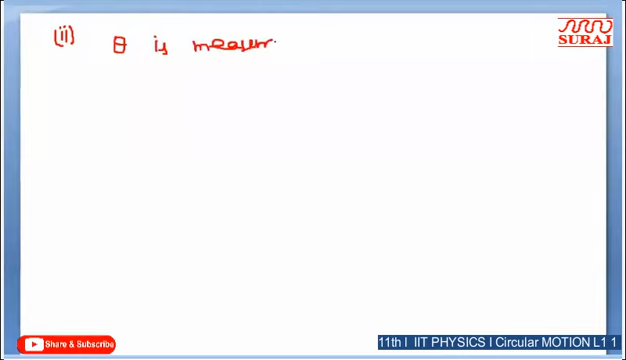 (ii) θ is measur
SURAJ
Share & Subscribe
11th I IIT PHYSICS I Circular MOTION L1 1